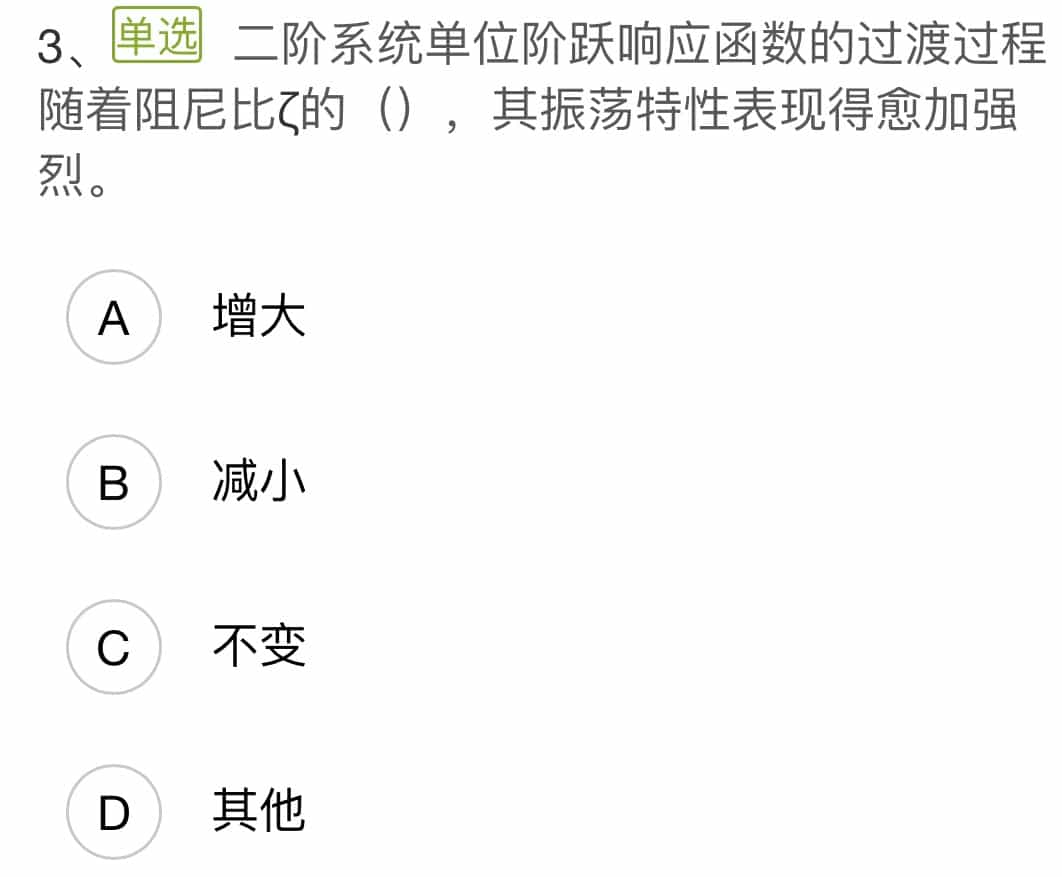 3、单选 二阶系统单位阶跃响应函数的过渡过程
随着阻尼比ζ的（），其振荡特性表现得愈加强
烈。
A 增大
B 减小
C 不变
D 其他